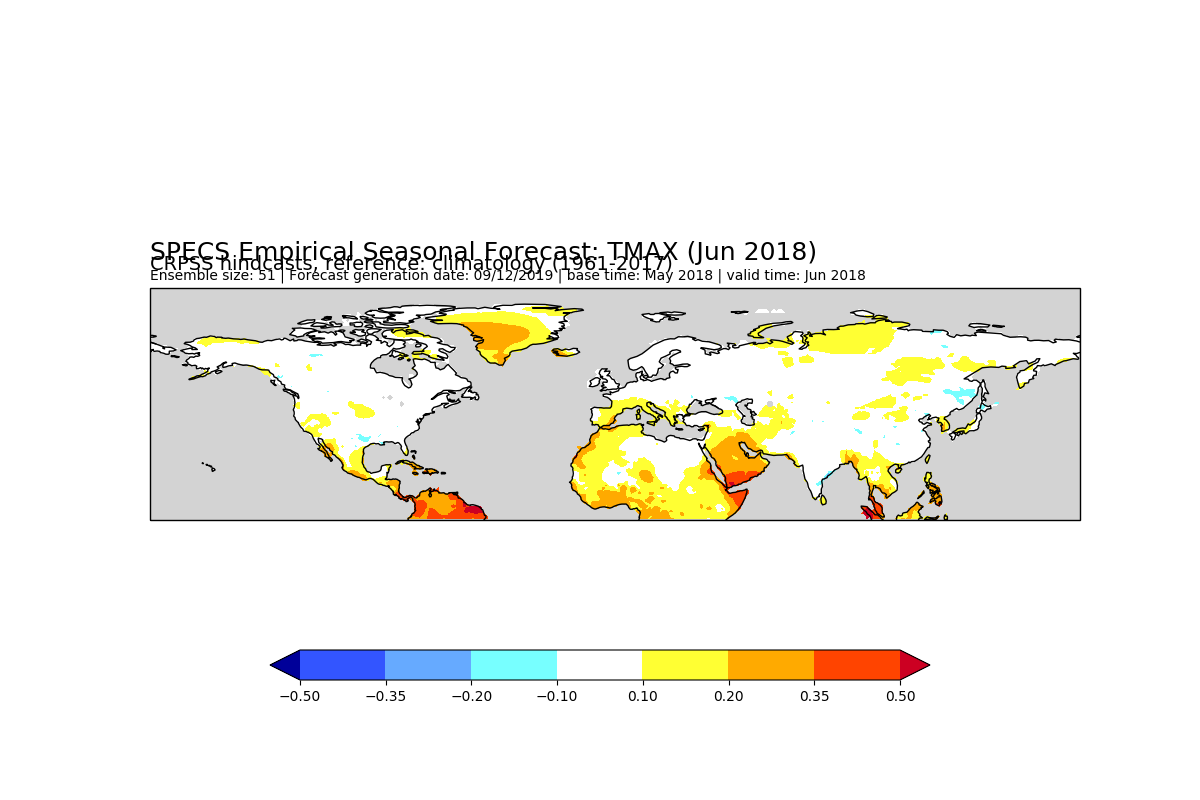 SPECS Empirical Seasonal Forecast: TMAX (Jun 2018)
CRPSS hindcasts, reference: climatology (1961-2017)
Ensemble size: 51 | Forecast generation date: 09/12/2019 | base time: May 2018 | valid time: Jun 2018
−0.50 −0.35 −0.20 −0.10 0.10 0.20 0.35 0.50